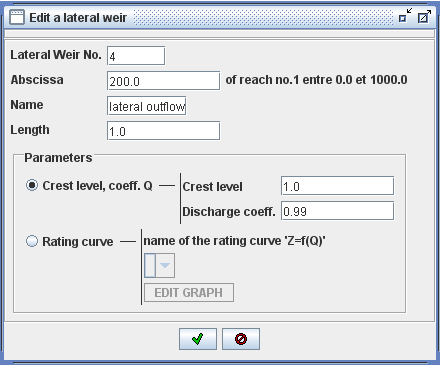 Edit a lateral weir
Lateral Weir No. 4
Abscissa 200.0 of reach no.1 entre 0.0 et 1000.0
Name lateral outflow
Length 1.0
Parameters
Crest level, coeff. Q Crest level 1.0
Discharge coeff. 0.99
Rating curve name of the rating curve 'Z=f(Q)'
EDIT GRAPH